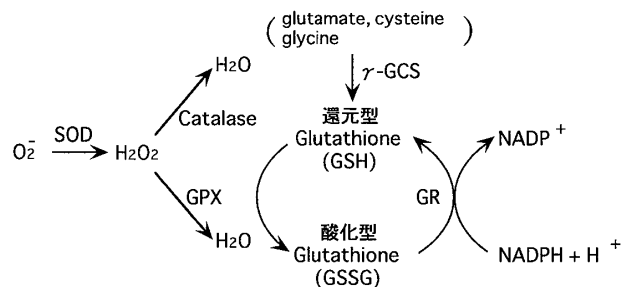 glutamate, cysteine
glycine
γ-GCS
H2O
Catalase
還元型
Glutathione
(GSH)
NADP +
SOD
O2-
H2O2
GPX
GR
H2O
酸化型
Glutathione
(GSSG)
NADPH + H +